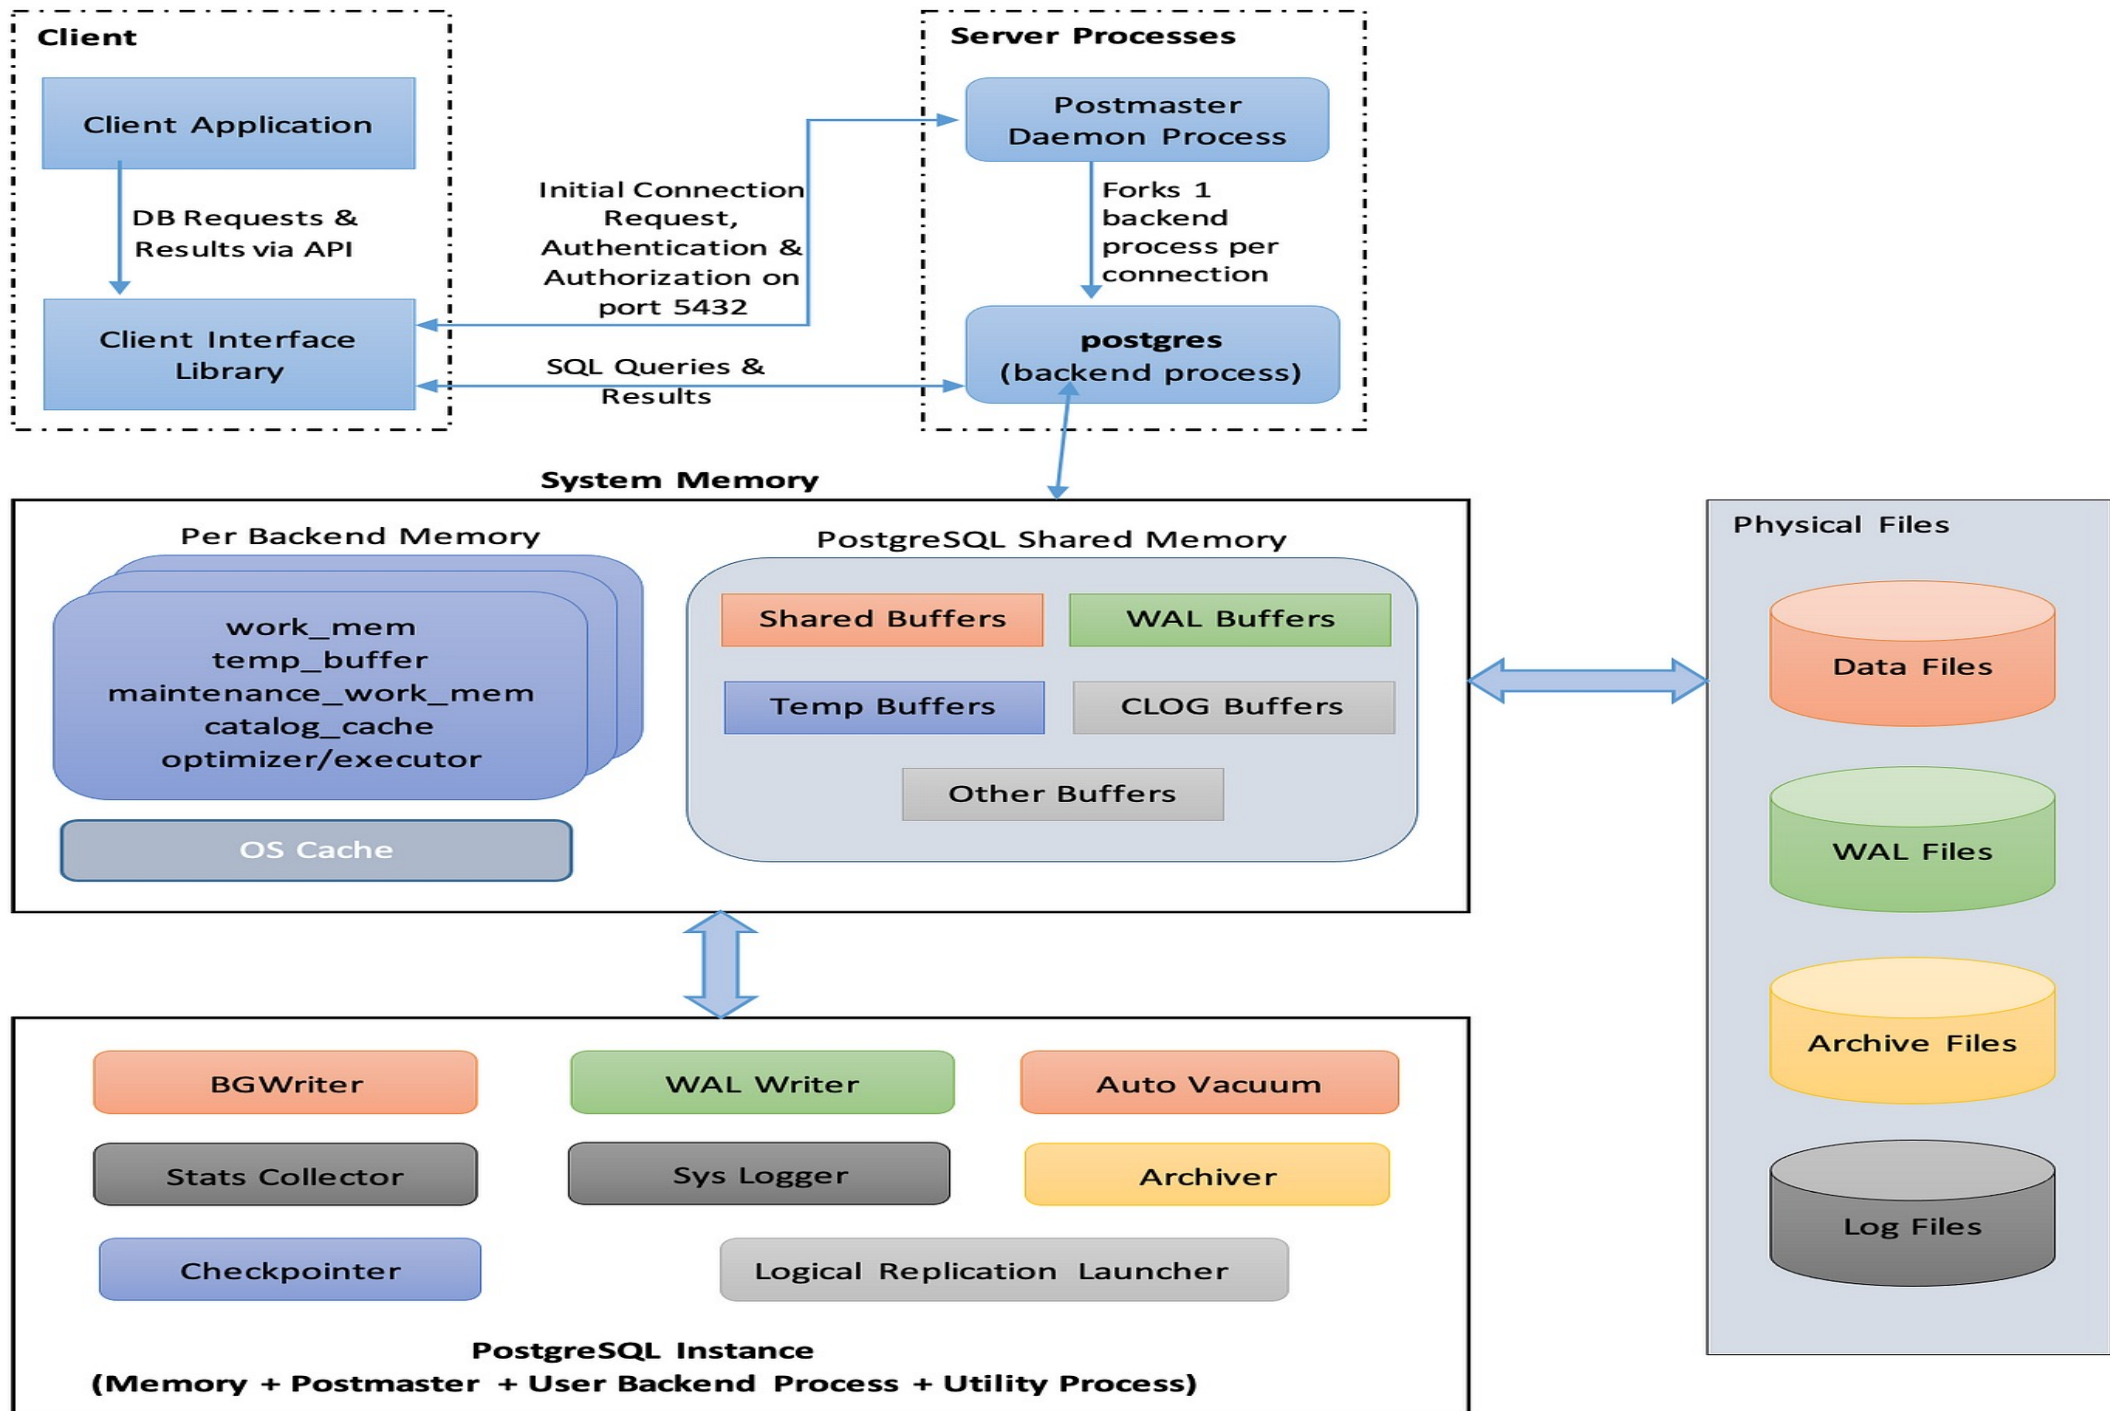 Client
Client Application
DB Requests &
Results via API
Client Interface
Library
Initial Connection
Request,
Authentication &
Authorization on
port 5432
SQL Queries &
Results
Server Processes
Postmaster
Daemon Process
Forks 1
backend
process per
connection
postgres
(backend process)
System Memory
Per Backend Memory
work_mem
temp_buffer
maintenance_work_mem
catalog_cache
optimizer/executor
OS Cache
PostgreSQL Shared Memory
Shared Buffers
WAL Buffers
Temp Buffers
CLOG Buffers
Other Buffers
Physical Files
Data Files
WAL Files
Archive Files
Log Files
BGWriter
WAL Writer
Auto Vacuum
Stats Collector
Sys Logger
Archiver
Checkpointer
Logical Replication Launcher
PostgreSQL Instance
(Memory + Postmaster + User Backend Process + Utility Process)